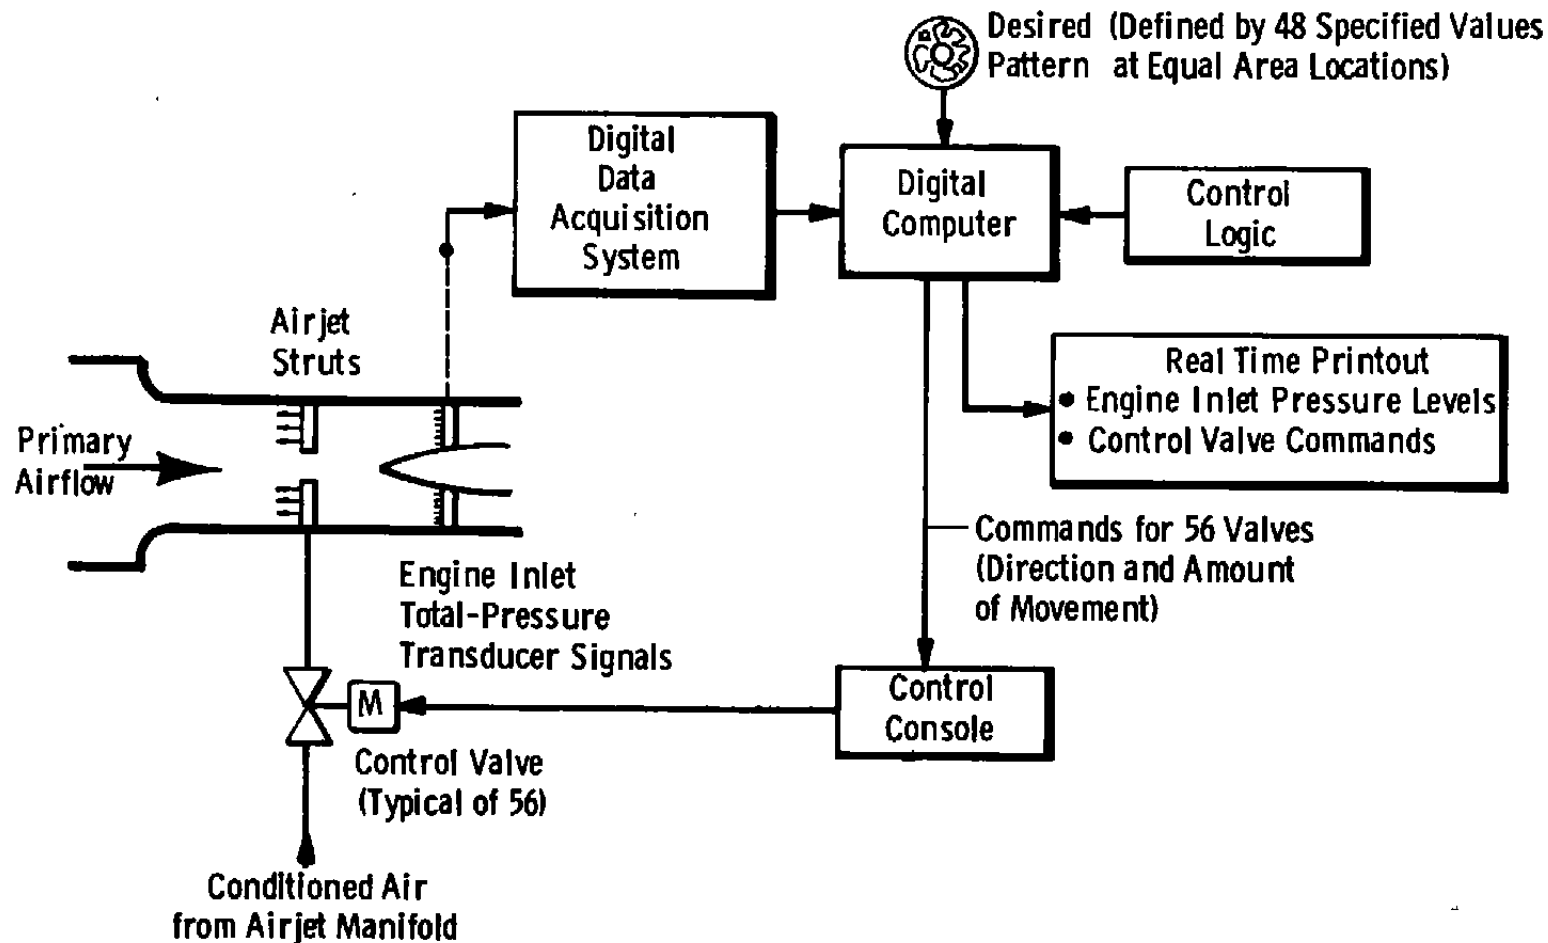 Desired (Defined by 48 Specified Values
Pattern at Equal Area Locations)
Digital
Data
Acquisition
System
Digital
Computer
Control
Logic
Airjet
Struts
Real Time Printout
• Engine Inlet Pressure Levels
• Control Valve Commands
Primary
Airflow
Commands for 56 Valves
(Direction and Amount
of Movement)
Engine Inlet
Total-Pressure
Transducer Signals
Control
Console
M
Control Valve
(Typical of 56)
Conditioned Air
from Airjet Manifold